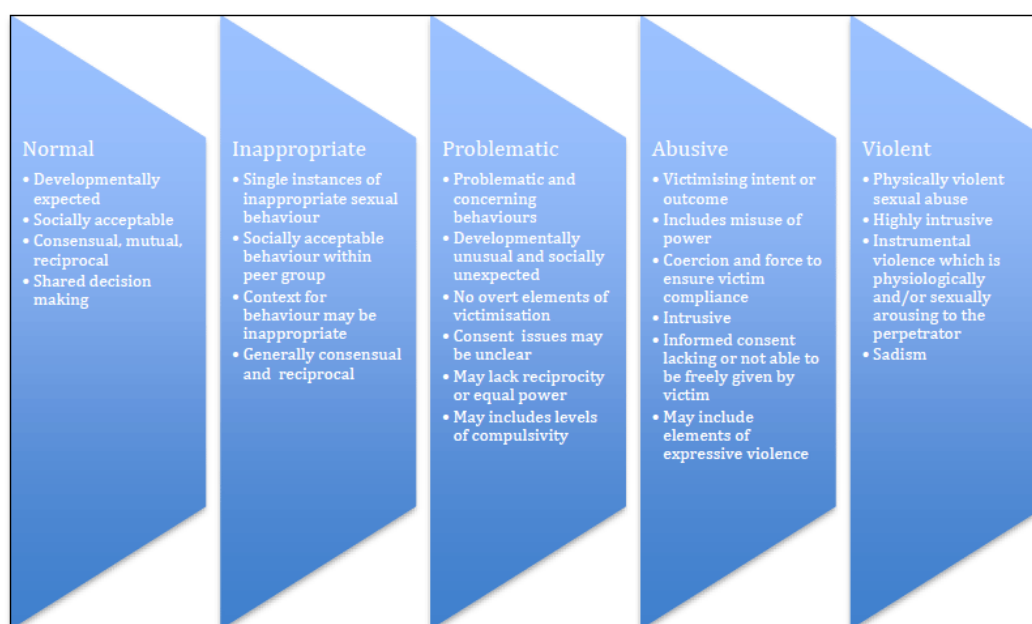 Normal
• Developmentally
expected
• Socially acceptable
• Consensual, mutual,
reciprocal
• Shared decision
making
Inappropriate
• Single instances of
inappropriate sexual
behaviour
• Socially acceptable
behaviour within
peer group
• Context for
behaviour may be
inappropriate
• Generally consensual
and reciprocal
Problematic
• Problematic and
concerning
behaviours
• Developmentally
unusual and socially
unexpected
• No overt elements of
victimisation
• Consent issues may
be unclear
• May lack reciprocity
or equal power
• May includes levels
of compulsivity
Abusive
• Victimising intent or
outcome
• Includes misuse of
power
• Coercion and force to
ensure victim
compliance
• Intrusive
• Informed consent
lacking or not able to
be freely given by
victim
• May include
elements of
expressive violence
Violent
• Physically violent
sexual abuse
• Highly intrusive
• Instrumental
violence which is
physiologically
and/or sexually
arousing to the
perpetrator
• Sadism